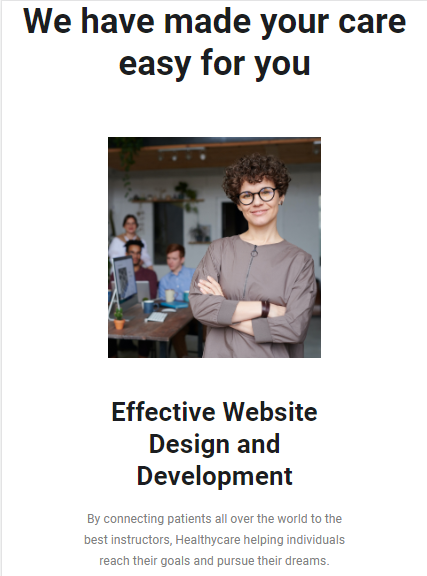 We have made your care
easy for you
Effective Website
Design and
Development
By connecting patients all over the world to the
best instructors, Healthycare helping individuals
reach their goals and pursue their dreams.